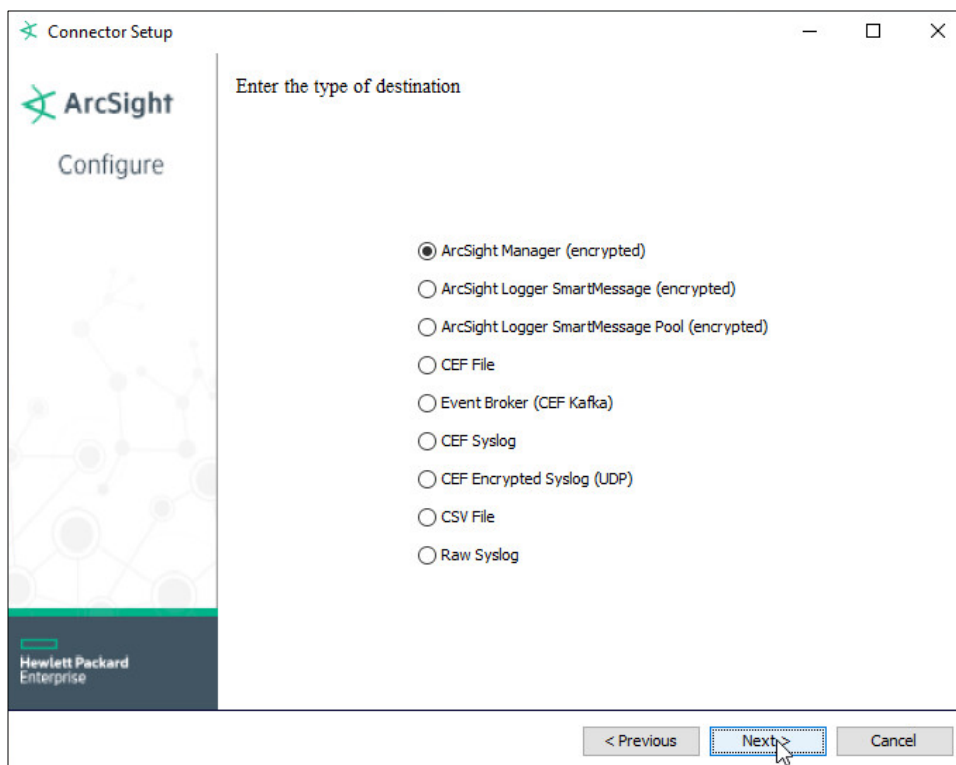 Connector Setup
ArcSight
Configure
Enter the type of destination
ArcSight Manager (encrypted)
ArcSight Logger SmartMessage (encrypted)
ArcSight Logger SmartMessage Pool (encrypted)
CEF File
Event Broker (CEF Kafka)
CEF Syslog
CEF Encrypted Syslog (UDP)
CSV File
Raw Syslog
Hewlett Packard
Enterprise
< Previous
Next >
Cancel